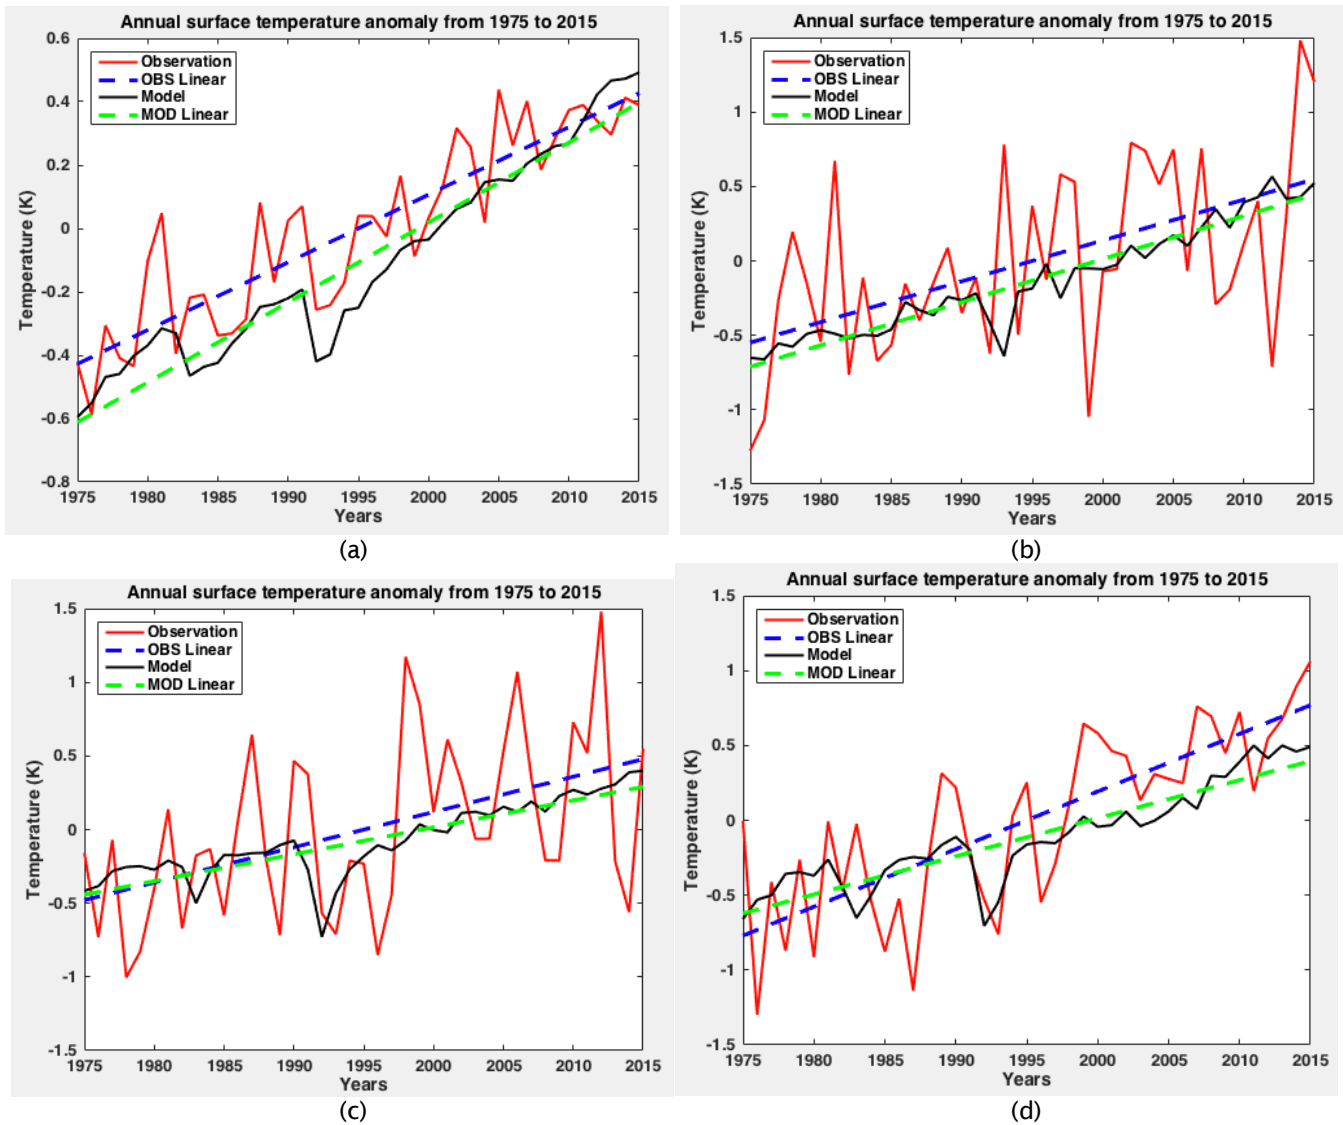 Annual surface temperature anomaly from 1975 to 2015
0.6
0.4
0.2
0
-0.2
-0.4
-0.6
-0.8
Temperature (K)
Observation
OBS Linear
Model
MOD Linear
1975 1980 1985 1990 1995 2000 2005 2010 2015
Years
(a)
Annual surface temperature anomaly from 1975 to 2015
1.5
1
0.5
0
-0.5
-1
-1.5
Temperature (K)
Observation
OBS Linear
Model
MOD Linear
1975 1980 1985 1990 1995 2000 2005 2010 2015
Years
(b)
Annual surface temperature anomaly from 1975 to 2015
1.5
1
0.5
0
-0.5
-1
-1.5
Temperature (K)
Observation
OBS Linear
Model
MOD Linear
1975 1980 1985 1990 1995 2000 2005 2010 2015
Years
(c)
Annual surface temperature anomaly from 1975 to 2015
1.5
1
0.5
0
-0.5
-1
-1.5
Temperature (K)
Observation
OBS Linear
Model
MOD Linear
1975 1980 1985 1990 1995 2000 2005 2010 2015
Years
(d)